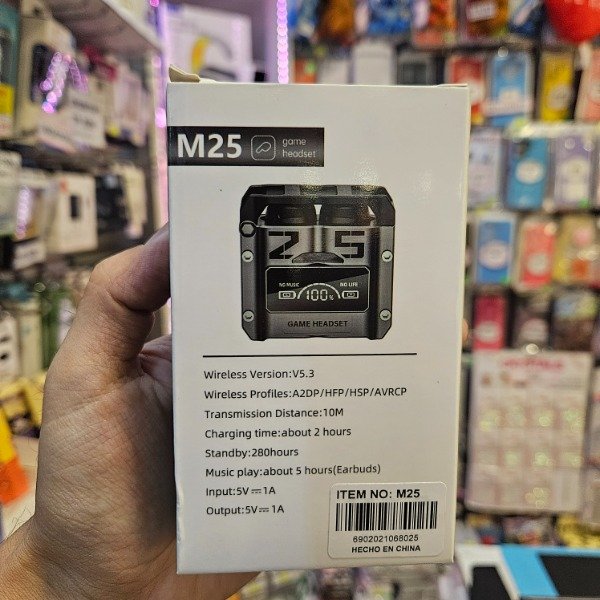 M25
game
headset
25
NO MUSIC
NO LIFE
100%
GAME HEADSET
Wireless Version:V5.3
Wireless Profiles:A2DP/HFP/HSP/AVRCP
Transmission Distance:10M
Charging time:about 2 hours
Standby:280hours
Music play:about 5 hours(Earbuds)
Input:5V⎓1A
Output:5V⎓1A
ITEM NO: M25
6902021068025
HECHO EN CHINA